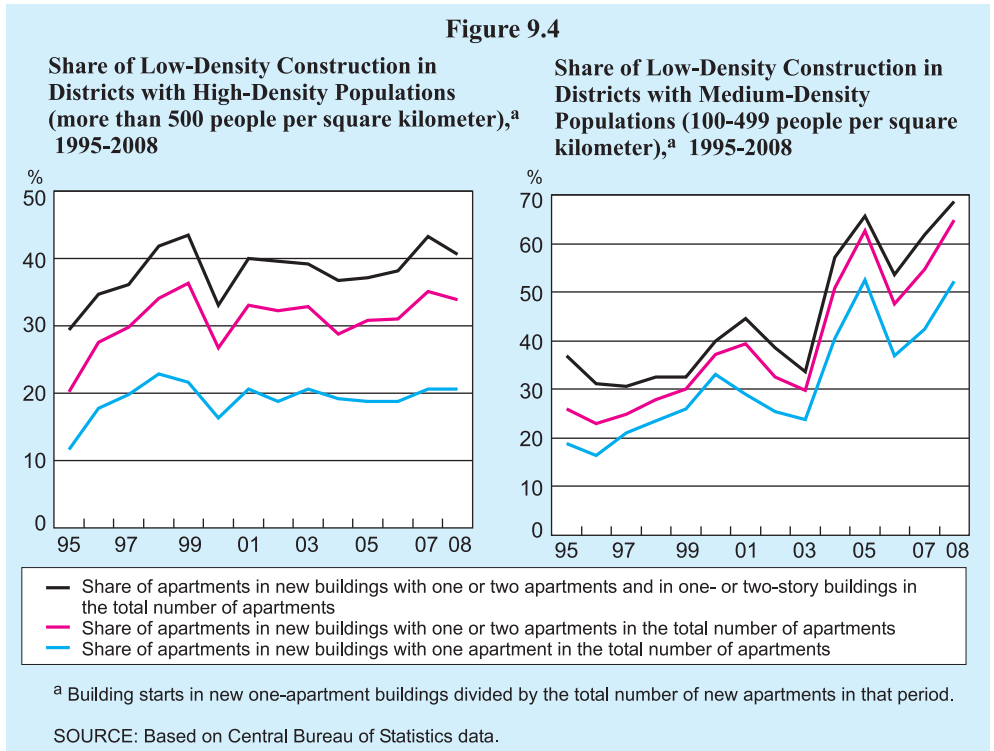 Figure 9.4
Share of Low-Density Construction in
Districts with High-Density Populations
(more than 500 people per square kilometer),a
1995-2008
%
50
40
30
20
10
0
95 97 99 01 03 05 07 08
Share of Low-Density Construction in
Districts with Medium-Density
Populations (100-499 people per square
kilometer),a 1995-2008
%
70
60
50
40
30
20
10
0
95 97 99 01 03 05 07 08
Share of apartments in new buildings with one or two apartments and in one- or two-story buildings in
the total number of apartments
Share of apartments in new buildings with one or two apartments in the total number of apartments
Share of apartments in new buildings with one apartment in the total number of apartments
a Building starts in new one-apartment buildings divided by the total number of new apartments in that period.
SOURCE: Based on Central Bureau of Statistics data.